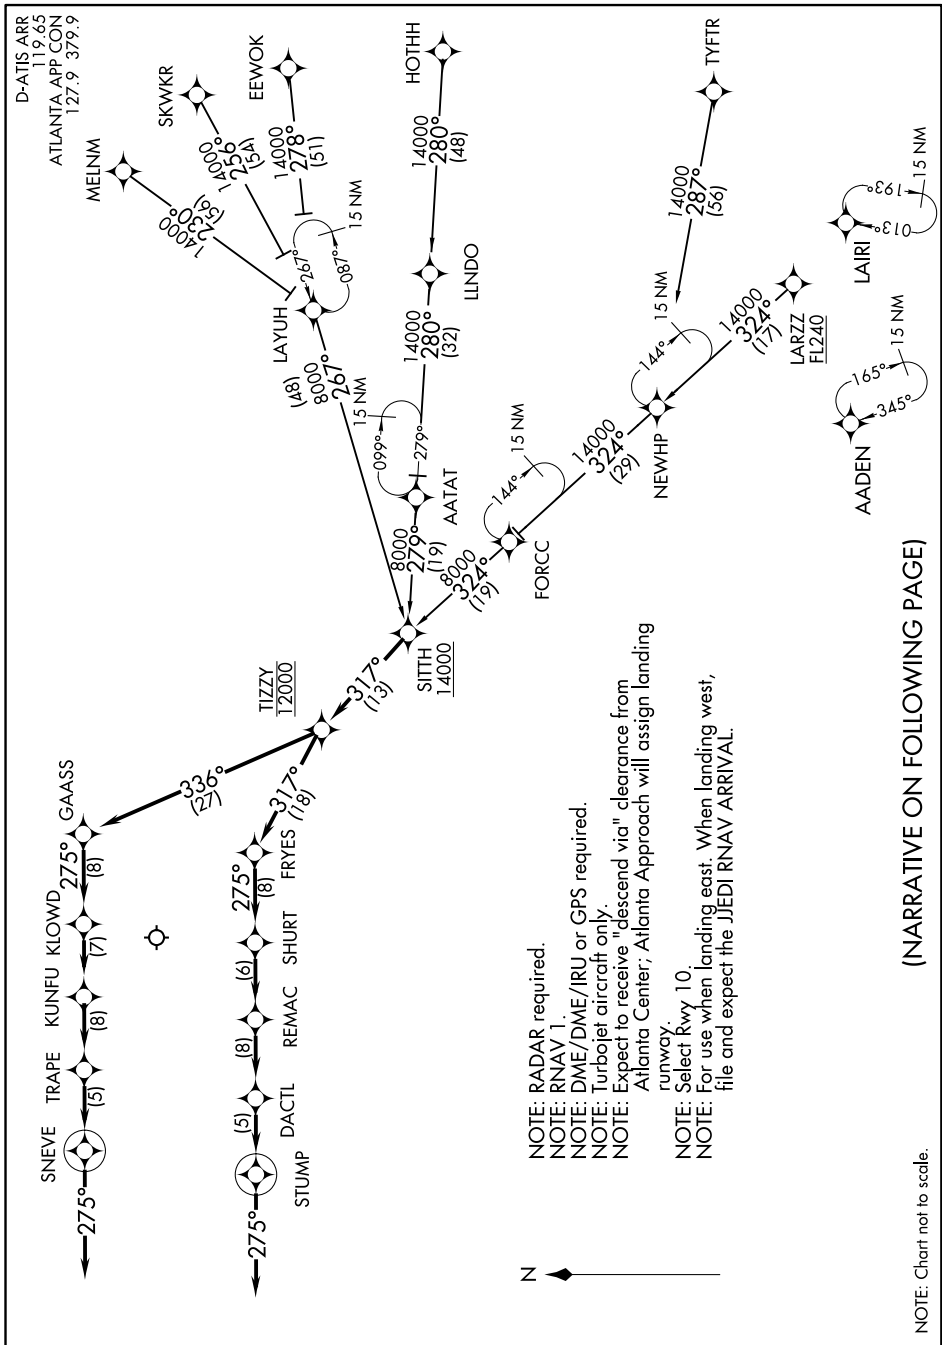 D-ATIS ARR
119.65
ATLANTA APP CON
127.9 379.9
SNEVE
TRAPE
KUNFU
KLOWD
GAASS
275°
(5)
(8)
(7)
275°
(8)
336°
(27)
STUMP
DACTL
REMAC
SHURT
FRYES
275°
(5)
(8)
(6)
275°
(8)
317°
(18)
TIZZY
12000
317°
(13)
SITTH
14000
MELNM
14000
230°
(56)
SKWKR
14000
256°
(54)
EEWOK
14000
278°
(51)
LAYUH
267°
087°
15 NM
(48)
8000
267°
HOTHH
14000
280°
(48)
LLNDO
14000
280°
(32)
AATAT
099°
279°
15 NM
8000
279°
(19)
FORCC
144°
15 NM
8000
324°
(19)
NEWHP
144°
15 NM
14000
324°
(29)
LARZZ
FL240
14000
324°
(17)
TYFTR
14000
287°
(56)
LAIRI
193°
013°
15 NM
AADEN
165°
345°
15 NM
NOTE: RADAR required.
NOTE: RNAV 1.
NOTE: DME/DME/IRU or GPS required.
NOTE: Turbojet aircraft only.
NOTE: Expect to receive "descend via" clearance from
Atlanta Center; Atlanta Approach will assign landing
runway.
NOTE: Select Rwy 10.
NOTE: For use when landing east. When landing west,
file and expect the JJEDI RNAV ARRIVAL.
N
(NARRATIVE ON FOLLOWING PAGE)
NOTE: Chart not to scale.